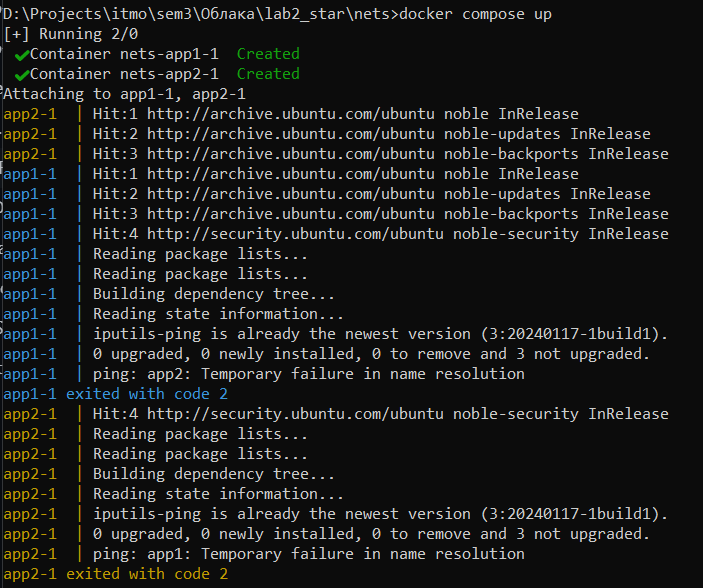 D:\Projects\itmo\sem3\Облака\lab2_star\nets>docker compose up
[+] Running 2/0
✔Container nets-app1-1  Created
✔Container nets-app2-1  Created
Attaching to app1-1, app2-1
app2-1  | Hit:1 http://archive.ubuntu.com/ubuntu noble InRelease
app2-1  | Hit:2 http://archive.ubuntu.com/ubuntu noble-updates InRelease
app2-1  | Hit:3 http://archive.ubuntu.com/ubuntu noble-backports InRelease
app1-1  | Hit:1 http://archive.ubuntu.com/ubuntu noble InRelease
app1-1  | Hit:2 http://archive.ubuntu.com/ubuntu noble-updates InRelease
app1-1  | Hit:3 http://archive.ubuntu.com/ubuntu noble-backports InRelease
app1-1  | Hit:4 http://security.ubuntu.com/ubuntu noble-security InRelease
app1-1  | Reading package lists...
app1-1  | Reading package lists...
app1-1  | Building dependency tree...
app1-1  | Reading state information...
app1-1  | iputils-ping is already the newest version (3:20240117-1build1).
app1-1  | 0 upgraded, 0 newly installed, 0 to remove and 3 not upgraded.
app1-1  | ping: app2: Temporary failure in name resolution
app1-1 exited with code 2
app2-1  | Hit:4 http://security.ubuntu.com/ubuntu noble-security InRelease
app2-1  | Reading package lists...
app2-1  | Reading package lists...
app2-1  | Building dependency tree...
app2-1  | Reading state information...
app2-1  | iputils-ping is already the newest version (3:20240117-1build1).
app2-1  | 0 upgraded, 0 newly installed, 0 to remove and 3 not upgraded.
app2-1  | ping: app1: Temporary failure in name resolution
app2-1 exited with code 2